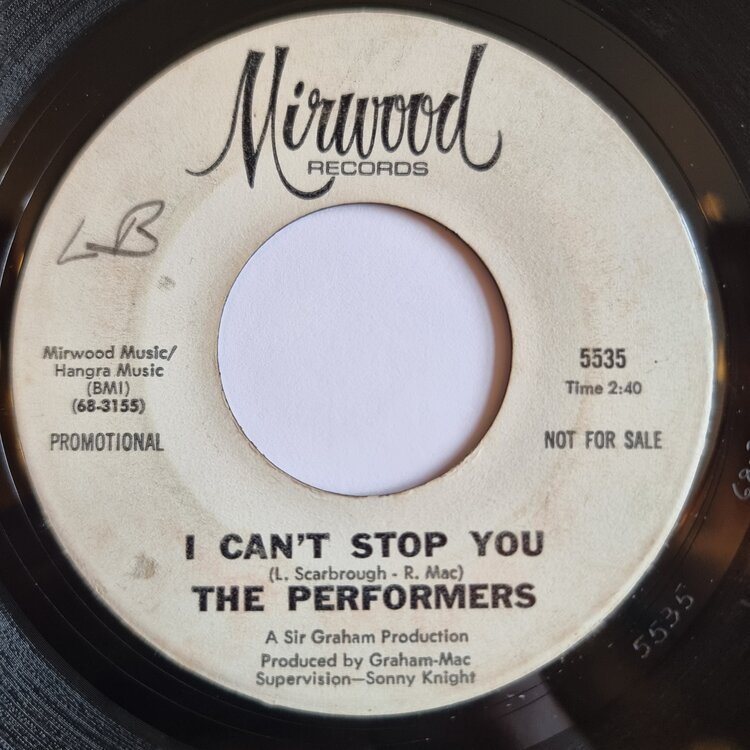 Mirwood
RECORDS
LB
Mirwood Music/
Hangra Music
(BMI)
(68-3155)
PROMOTIONAL
5535
Time 2:40
NOT FOR SALE
I CAN'T STOP YOU
(L. Scarbrough - R. Mac)
THE PERFORMERS
A Sir Graham Production
Produced by Graham-Mac
Supervision—Sonny Knight
5535